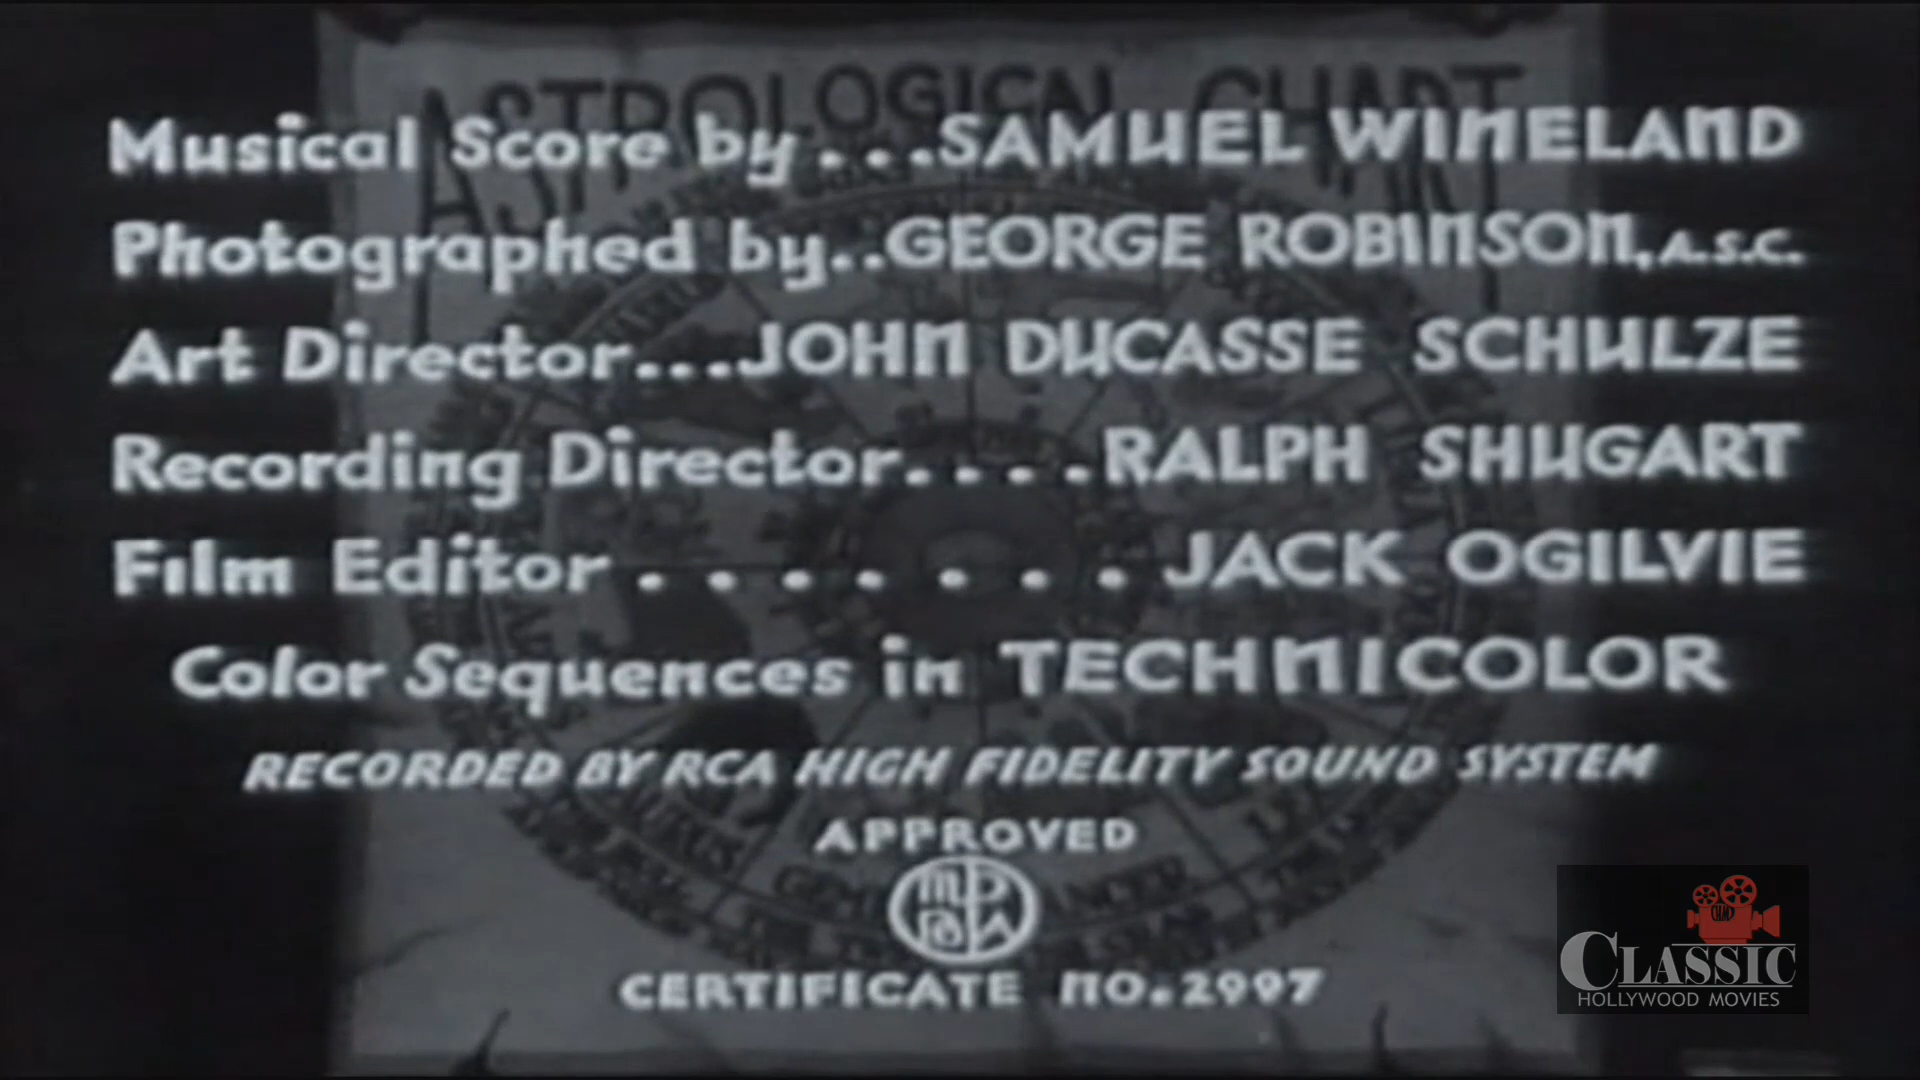 ASTROLOGICAL CHART
Musical Score by...SAMUEL WINELAND
Photographed by..GEORGE ROBINSON, A.S.C.
Art Director...JOHN DUCASSE SCHULZE
Recording Director....RALPH SHUGART
Film Editor.......JACK OGILVIE
Color Sequences in TECHNICOLOR
RECORDED BY RCA HIGH FIDELITY SOUND SYSTEM
APPROVED
CERTIFICATE NO. 2997
CHM
CLASSIC
HOLLYWOOD MOVIES